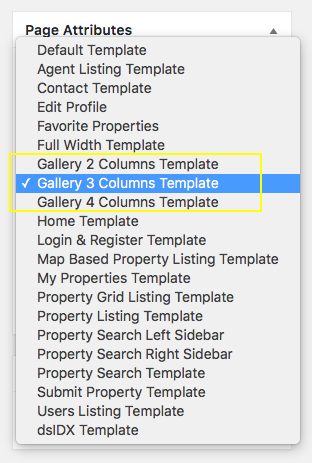 Page Attributes
Default Template
Agent Listing Template
Contact Template
Edit Profile
Favorite Properties
Full Width Template
Gallery 2 Columns Template
✓ Gallery 3 Columns Template
Gallery 4 Columns Template
Home Template
Login & Register Template
Map Based Property Listing Template
My Properties Template
Property Grid Listing Template
Property Listing Template
Property Search Left Sidebar
Property Search Right Sidebar
Property Search Template
Submit Property Template
Users Listing Template
dsIDX Template